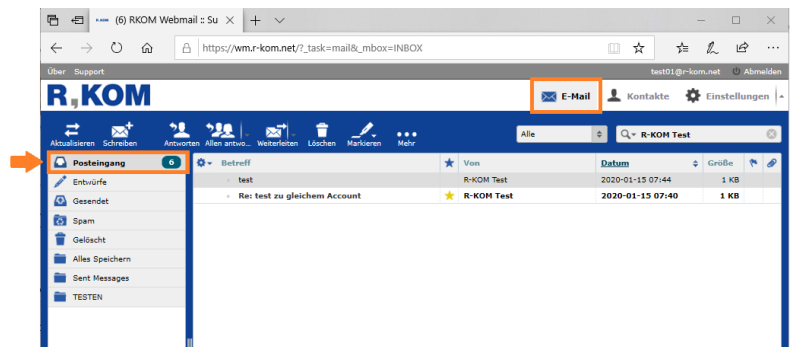 R-KOM (6) RKOM Webmail :: Su
https://wm.r-kom.net/?_task=mail&_mbox=INBOX
Über Support test01@r-kom.net Abmelden
R,KOM E-Mail Kontakte Einstellungen
Aktualisieren Schreiben Antworten Allen antwo... Weiterleiten Löschen Markieren Mehr Alle R-KOM Test
Posteingang 6 Betreff Von Datum Größe
test R-KOM Test 2020-01-15 07:44 1 KB
Entwürfe
Re: test zu gleichem Account R-KOM Test 2020-01-15 07:40 1 KB
Gesendet
Spam
Gelöscht
Alles Speichern
Sent Messages
TESTEN